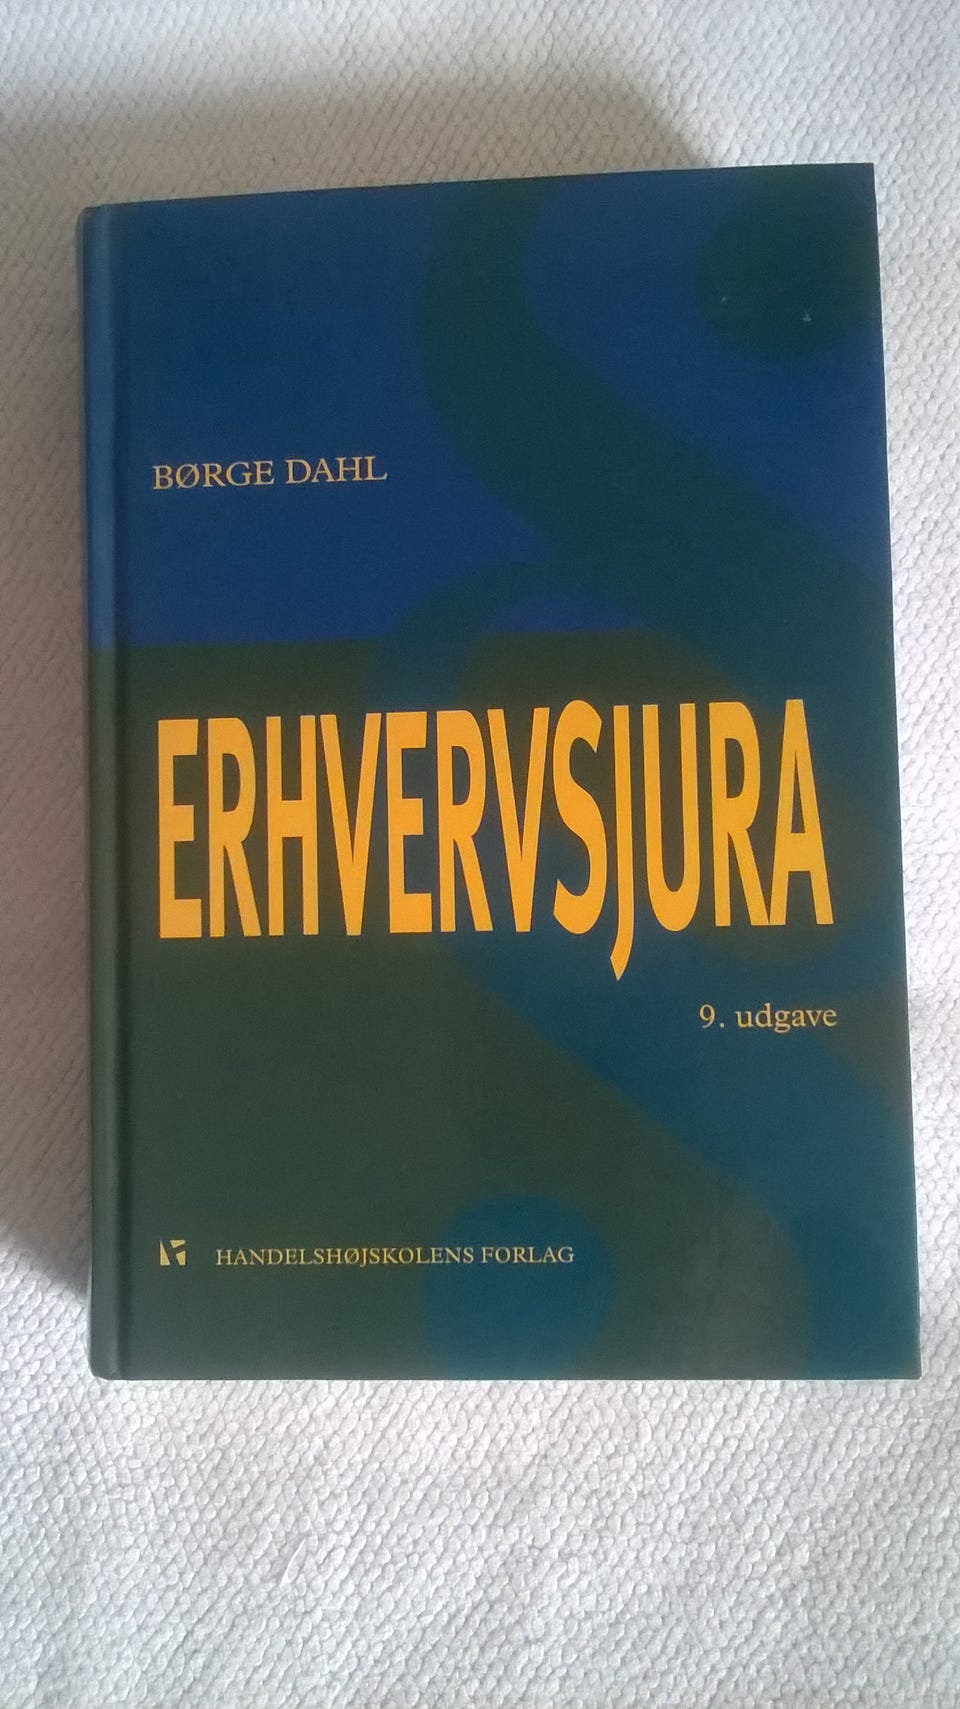 BØRGE DAHL
ERHVERVSJURA
9. udgave
HANDELSHØJSKOLENS FORLAG